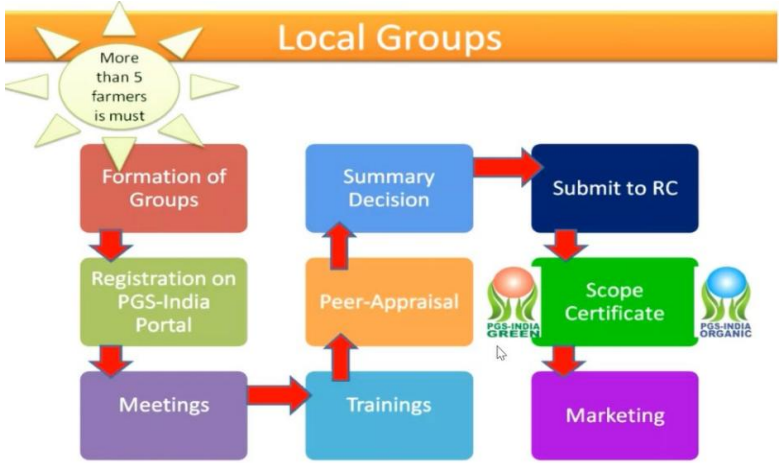 Local Groups
More
than 5
farmers
is must
Formation of
Groups
Registration on
PGS-India
Portal
Meetings
Trainings
Peer-Appraisal
Summary
Decision
Submit to RC
Scope
Certificate
PGS-INDIA
GREEN
PGS-INDIA
ORGANIC
Marketing